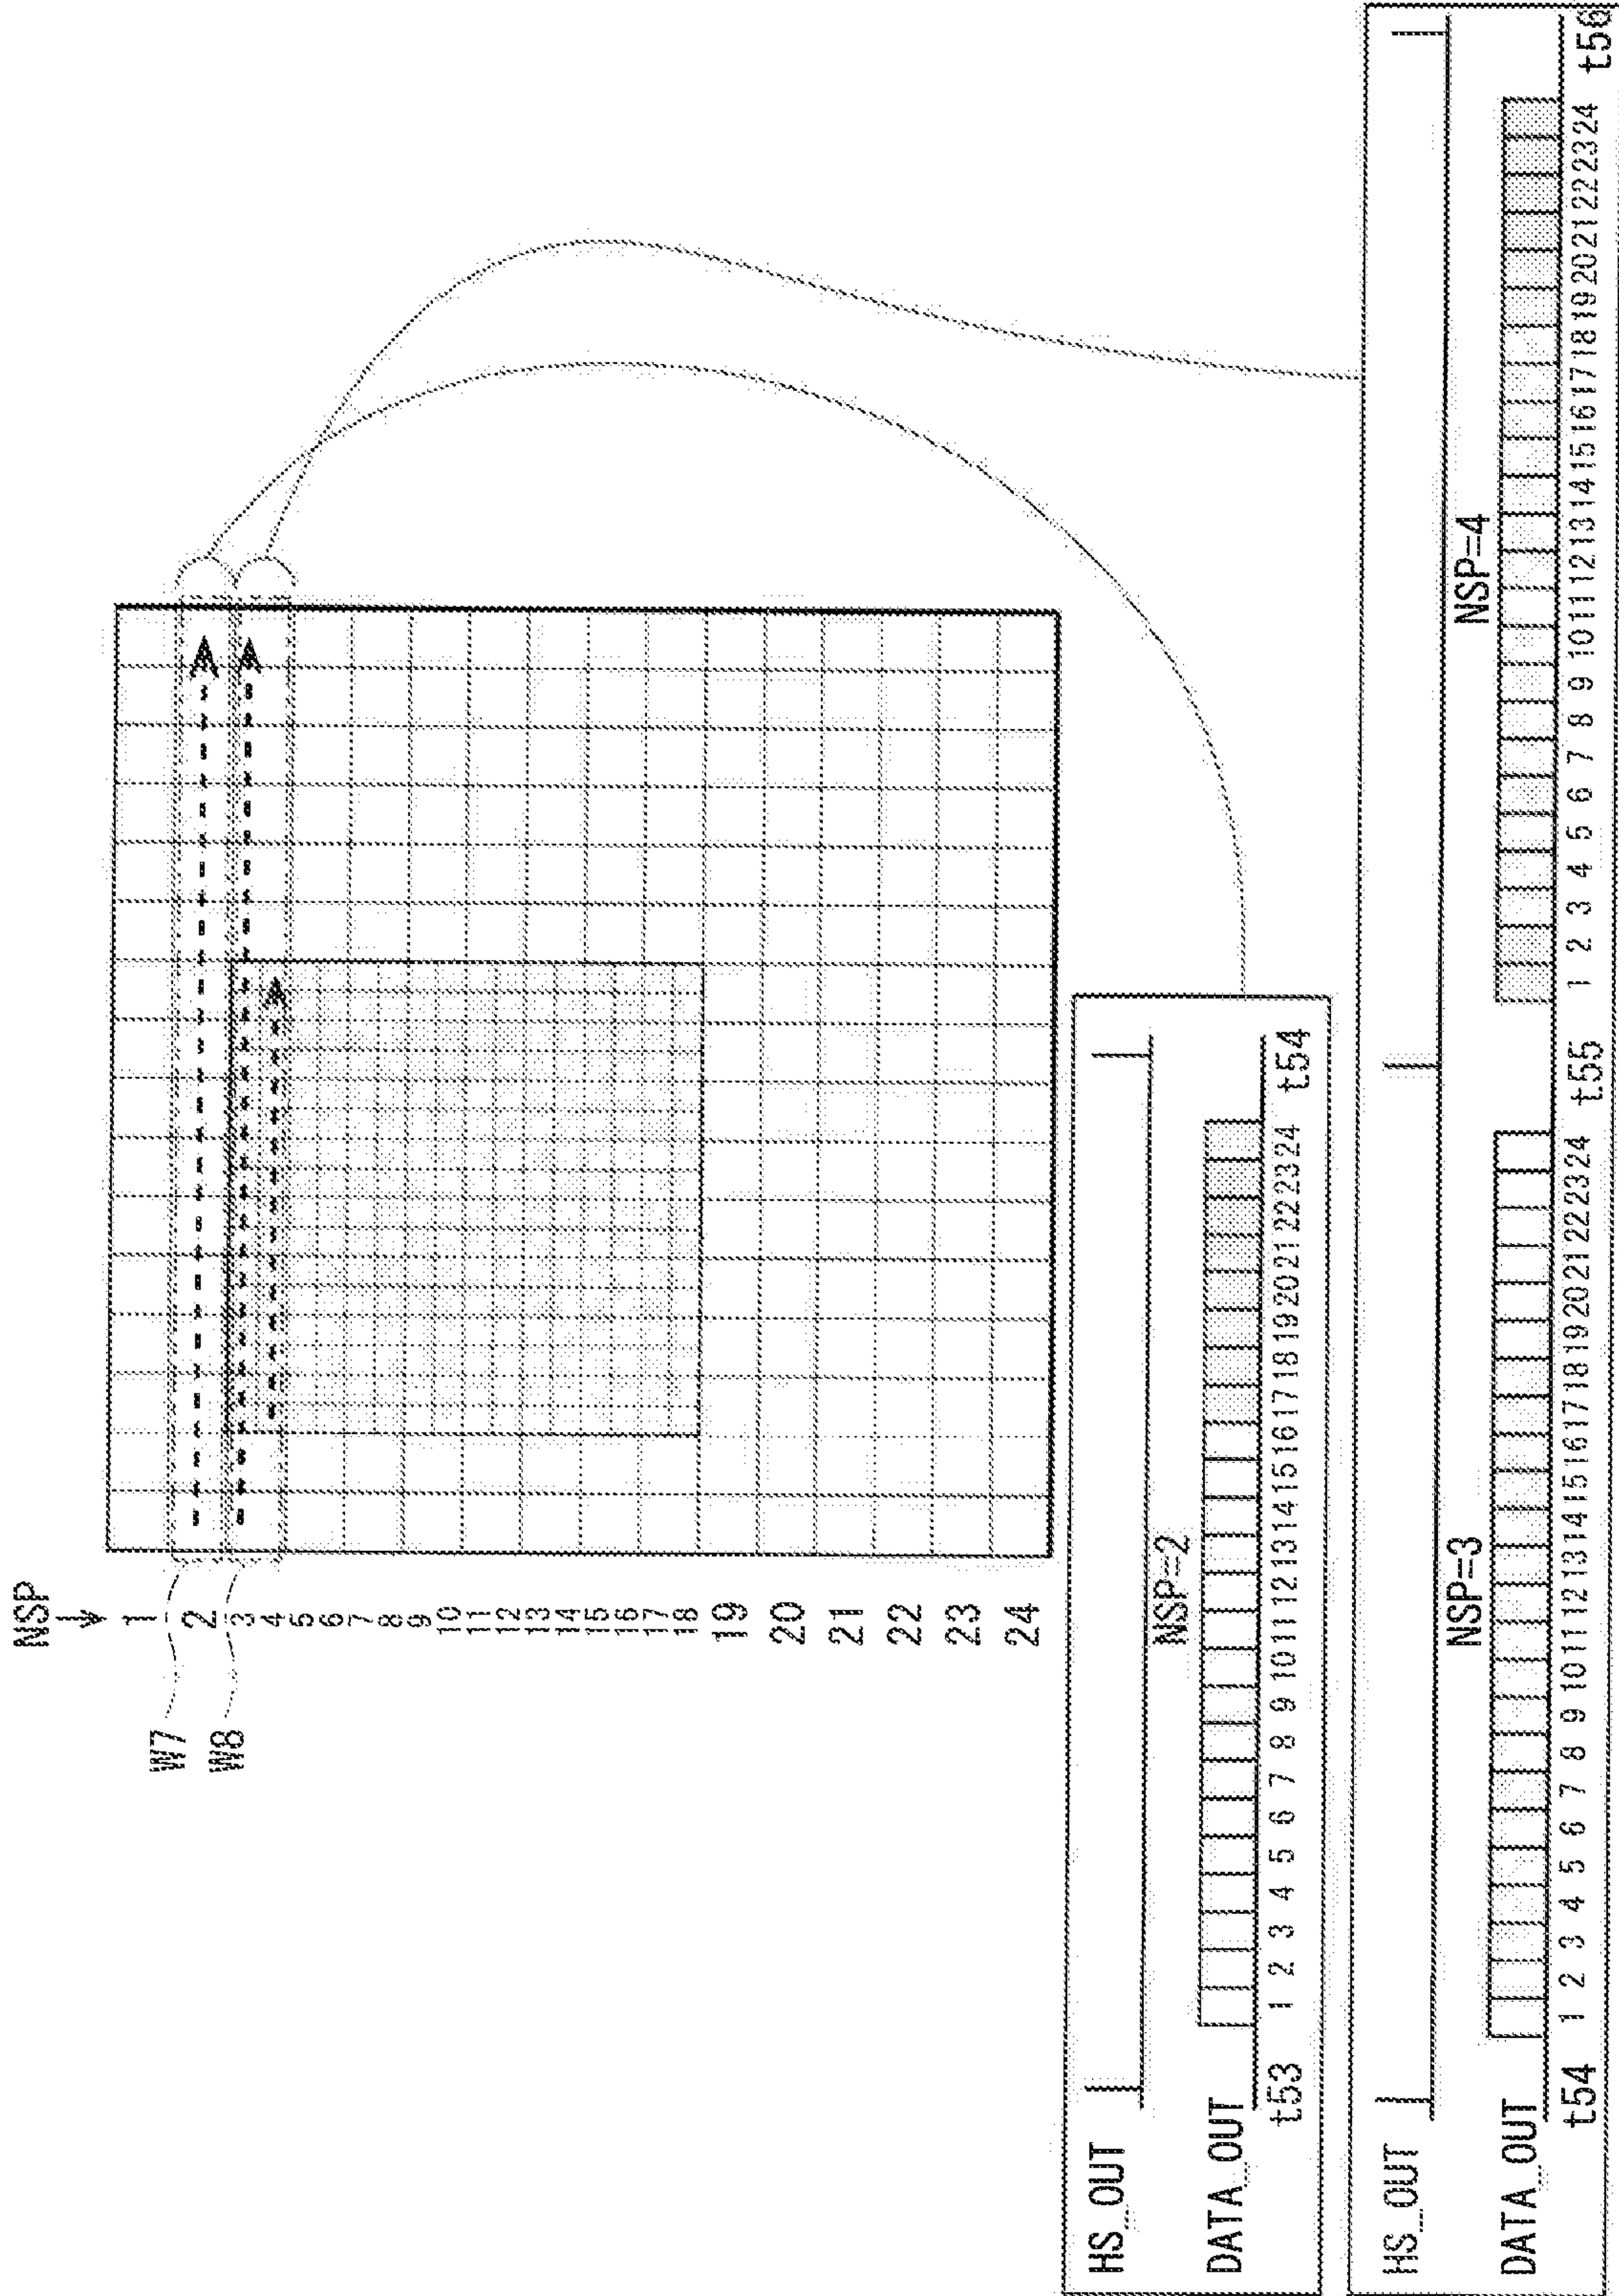 NSP
1
2
3
4
5
6
7
8
9
10
11
12
13
14
15
16
17
18
19
20
21
22
23
24
W7
W8
HS_OUT
NSP=2
DATA_OUT
t53 1 2 3 4 5 6 7 8 9 10 11 12 13 14 15 16 17 18 19 20 21 22 23 24 t54
HS_OUT
NSP=3 NSP=4
DATA_OUT
t54 1 2 3 4 5 6 7 8 9 10 11 12 13 14 15 16 17 18 19 20 21 22 23 24 t55 1 2 3 4 5 6 7 8 9 10 11 12 13 14 15 16 17 18 19 20 21 22 23 24 t56